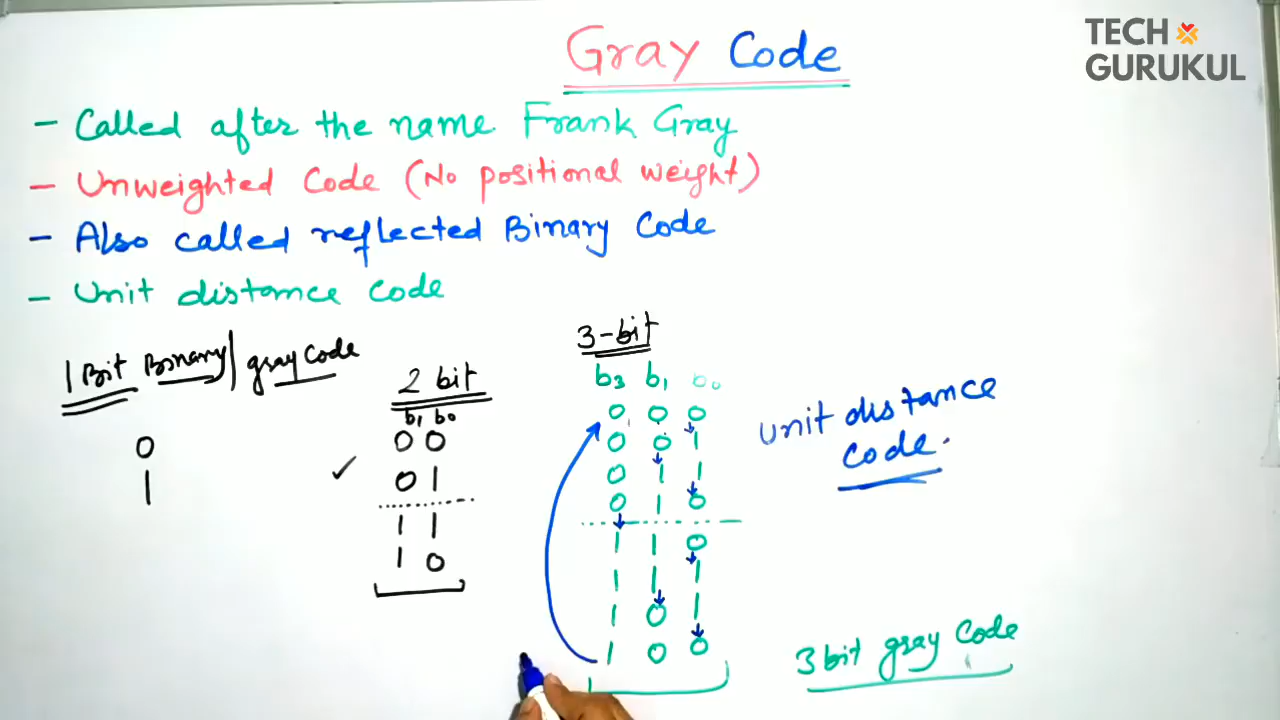 Gray Code
TECH
GURUKUL
- Called after the name Frank Gray
- Unweighted Code (No positional weight)
- Also called reflected Binary Code
- Unit distance code
1 Bit Binary/gray Code
0
1
2 bit
b1 b0
0 0
0 1
1 1
1 0
3-bit
b3 b1 b0
0 0 0
0 0 1
0 1 1
0 1 0
1 1 0
1 1 1
1 0 1
1 0 0
unit distance
code.
3bit gray code